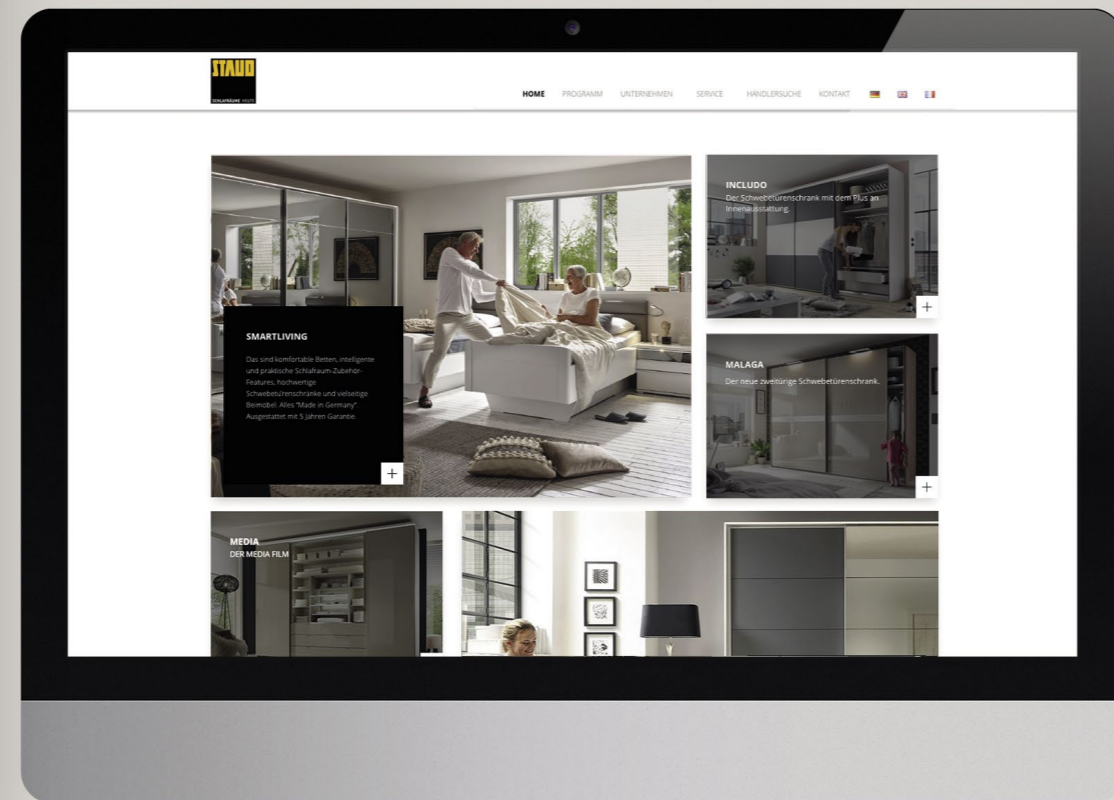 STAUD
SCHLAFRÄUME HEUTE
HOME PROGRAMM UNTERNEHMEN SERVICE HÄNDLERSUCHE KONTAKT
INCLUDO
Der Schwebetürenschrank mit dem Plus an
Innenausstattung.
SMARTLIVING
Das sind komfortable Betten, intelligente
und praktische Schlafraum-Zubehör-
Features, hochwertige
Schwebetürenschränke und vielseitige
Beimöbel. Alles "Made in Germany".
Ausgestattet mit 5 Jahren Garantie.
+
MALAGA
Der neue zweitürige Schwebetürenschrank.
+
+
MEDIA
DER MEDIA FILM